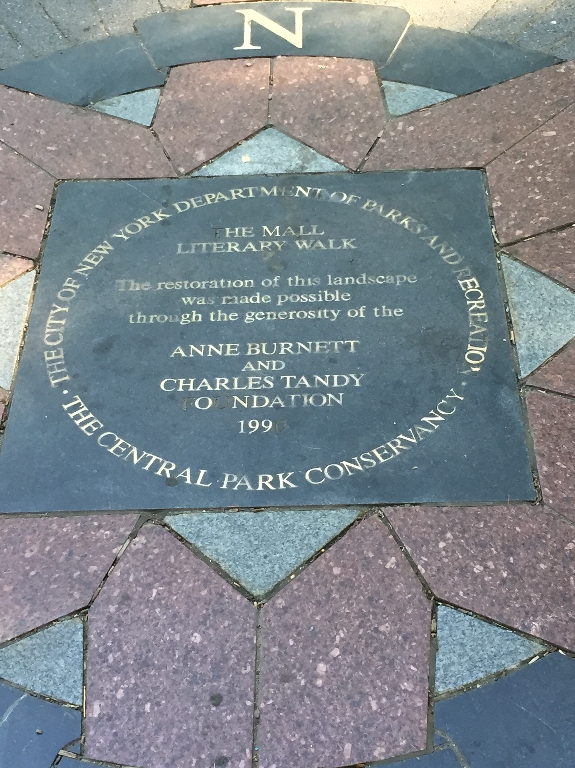 N
THE CITY OF NEW YORK DEPARTMENT OF PARKS AND RECREATION
THE MALL
LITERARY WALK
The restoration of this landscape
was made possible
through the generosity of the
ANNE BURNETT
AND
CHARLES TANDY
FOUNDATION
· THE CENTRAL PARK CONSERVANCY ·